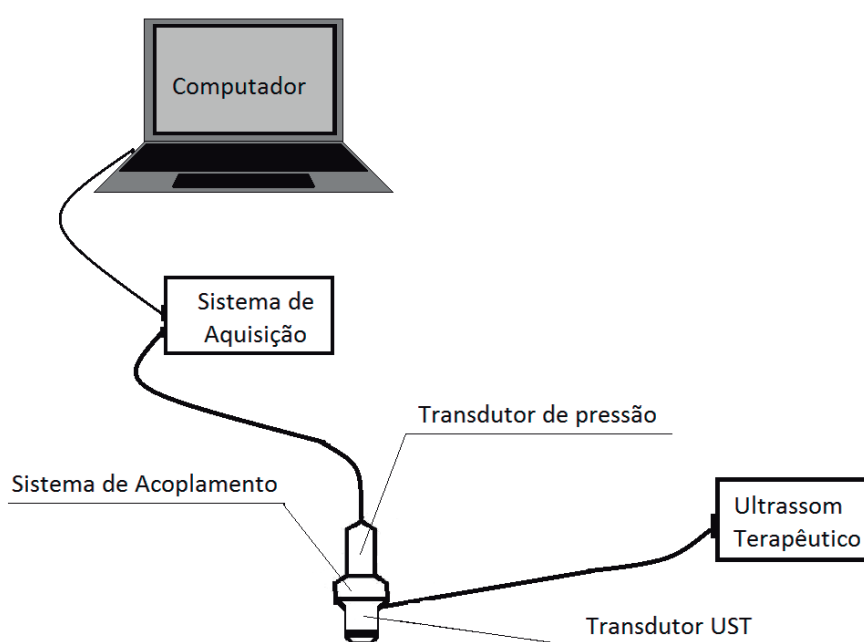 Computador
Sistema de
Aquisição
Transdutor de pressão
Sistema de Acoplamento
Ultrassom
Terapêutico
Transdutor UST